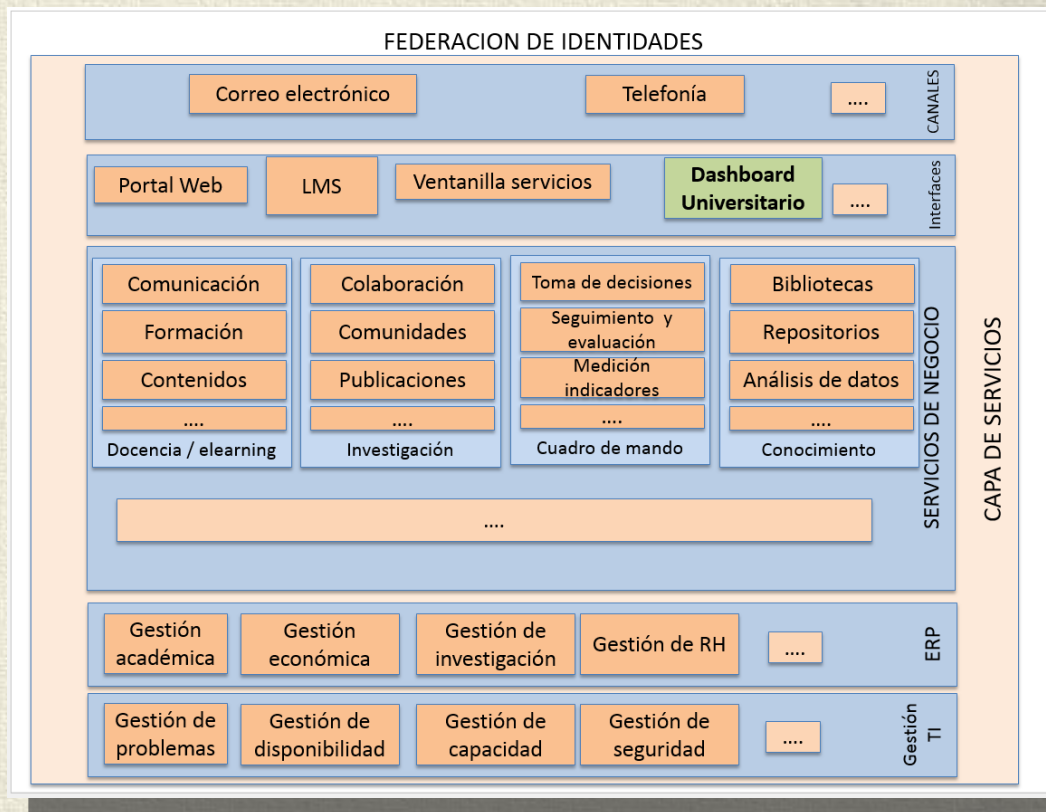 FEDERACION DE IDENTIDADES
Correo electrónico
Telefonía
....
CANALES
Portal Web
LMS
Ventanilla servicios
Dashboard
Universitario
....
Interfaces
Comunicación
Formación
Contenidos
....
Docencia / elearning
Colaboración
Comunidades
Publicaciones
....
Investigación
Toma de decisiones
Seguimiento y
evaluación
Medición
indicadores
....
Cuadro de mando
Bibliotecas
Repositorios
Análisis de datos
....
Conocimiento
....
SERVICIOS DE NEGOCIO
CAPA DE SERVICIOS
Gestión
académica
Gestión
económica
Gestión de
investigación
Gestión de RH
....
ERP
Gestión de
problemas
Gestión de
disponibilidad
Gestión de
capacidad
Gestión de
seguridad
....
Gestión
TI